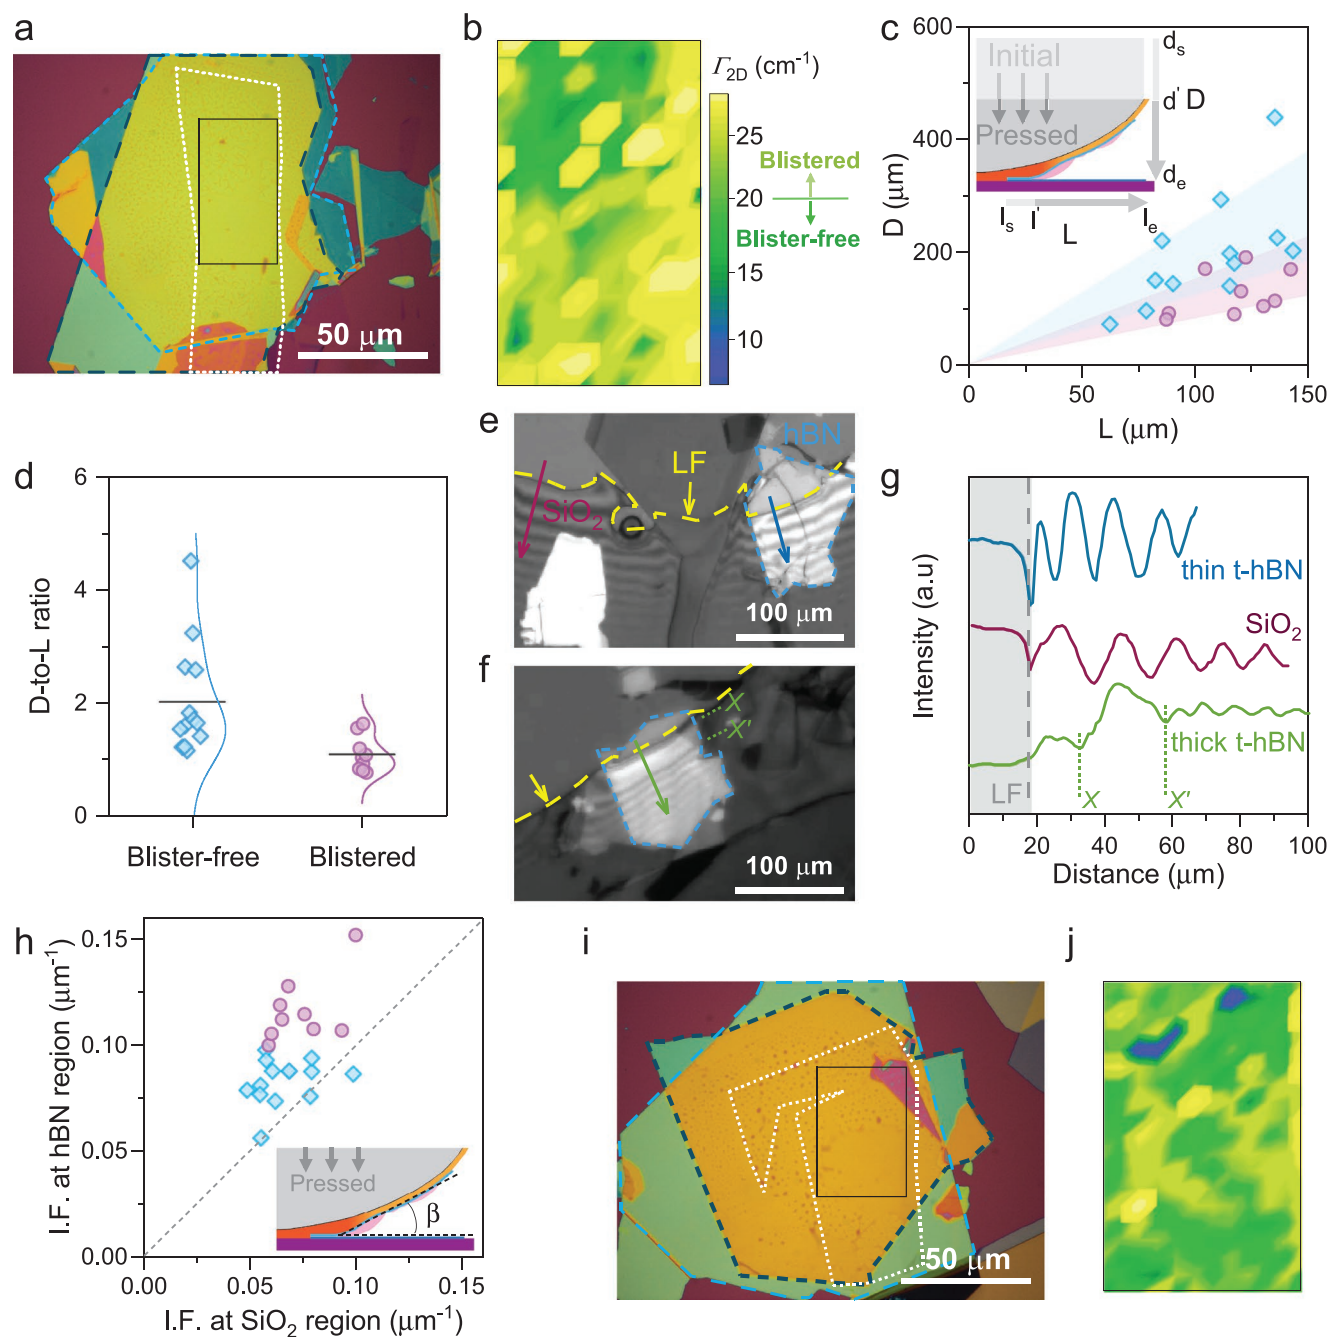 a
50 μm
b
Γ2D (cm⁻¹)
25
20
15
10
Blistered
Blister-free
c
D (μm)
600
400
200
0
0 50 100 150
L (μm)
Initial
Pressed
ds
d' D
de
ls l' L le
d
D-to-L ratio
6
4
2
0
Blister-free Blistered
e
hBN
LF
SiO₂
100 μm
f
X
X'
100 μm
g
Intensity (a.u)
thin t-hBN
SiO₂
thick t-hBN
LF
X X'
0 20 40 60 80 100
Distance (μm)
h
I.F. at hBN region (μm⁻¹)
0.15
0.10
0.05
0.00
0.00 0.05 0.10 0.15
I.F. at SiO₂ region (μm⁻¹)
Pressed
β
i
50 μm
j